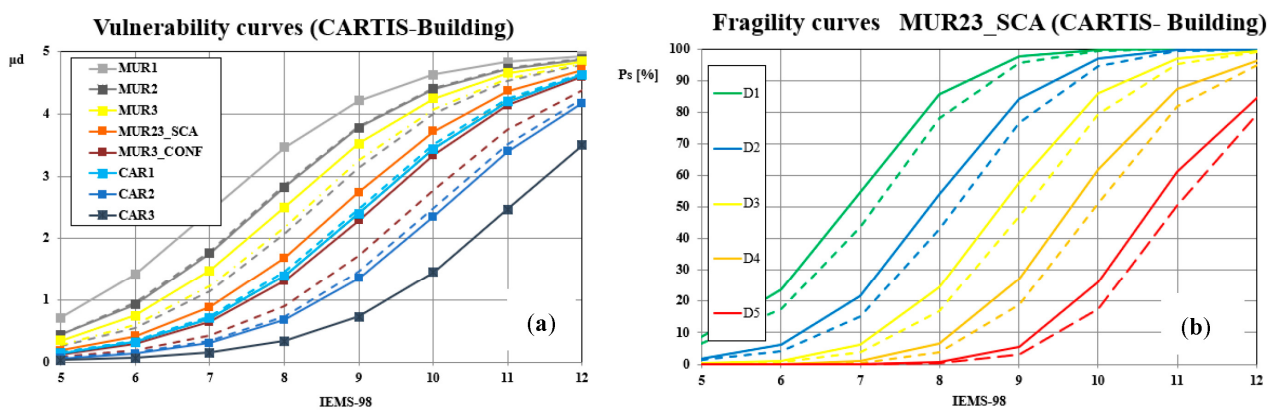 Vulnerability curves (CARTIS-Building)
µd
5
4
3
2
1
0
MUR1
MUR2
MUR3
MUR23_SCA
MUR3_CONF
CAR1
CAR2
CAR3
(a)
5 6 7 8 9 10 11 12
IEMS-98
Fragility curves MUR23_SCA (CARTIS- Building)
Ps [%]
100
90
80
70
60
50
40
30
20
10
0
D1
D2
D3
D4
D5
(b)
5 6 7 8 9 10 11 12
IEMS-98